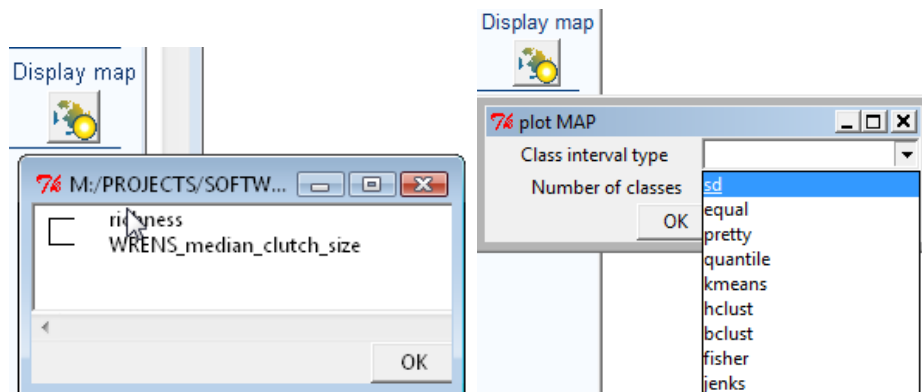 Display map
M:/PROJECTS/SOFTW...
richness
WRENS_median_clutch_size
OK
Display map
plot MAP
Class interval type
Number of classes
OK
sd
equal
pretty
quantile
kmeans
hclust
bclust
fisher
jenks